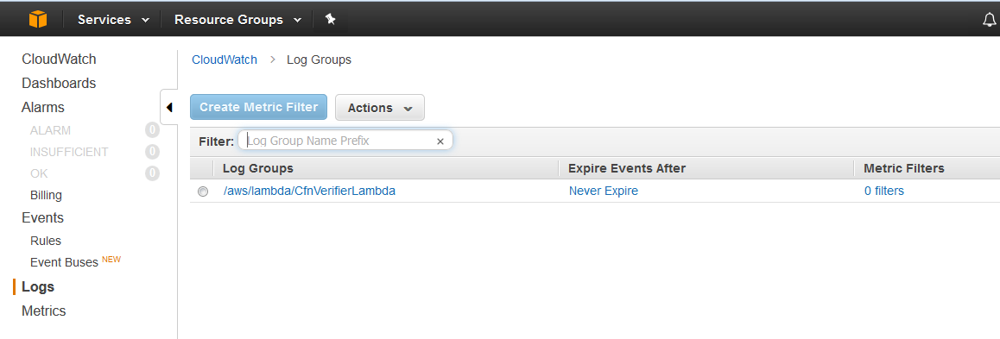 Services Resource Groups
CloudWatch
Dashboards
Alarms
ALARM 0
INSUFFICIENT 0
OK 0
Billing
Events
Rules
Event Buses NEW
Logs
Metrics
CloudWatch > Log Groups
Create Metric Filter Actions
Filter: Log Group Name Prefix ×
Log Groups Expire Events After Metric Filters
/aws/lambda/CfnVerifierLambda Never Expire 0 filters